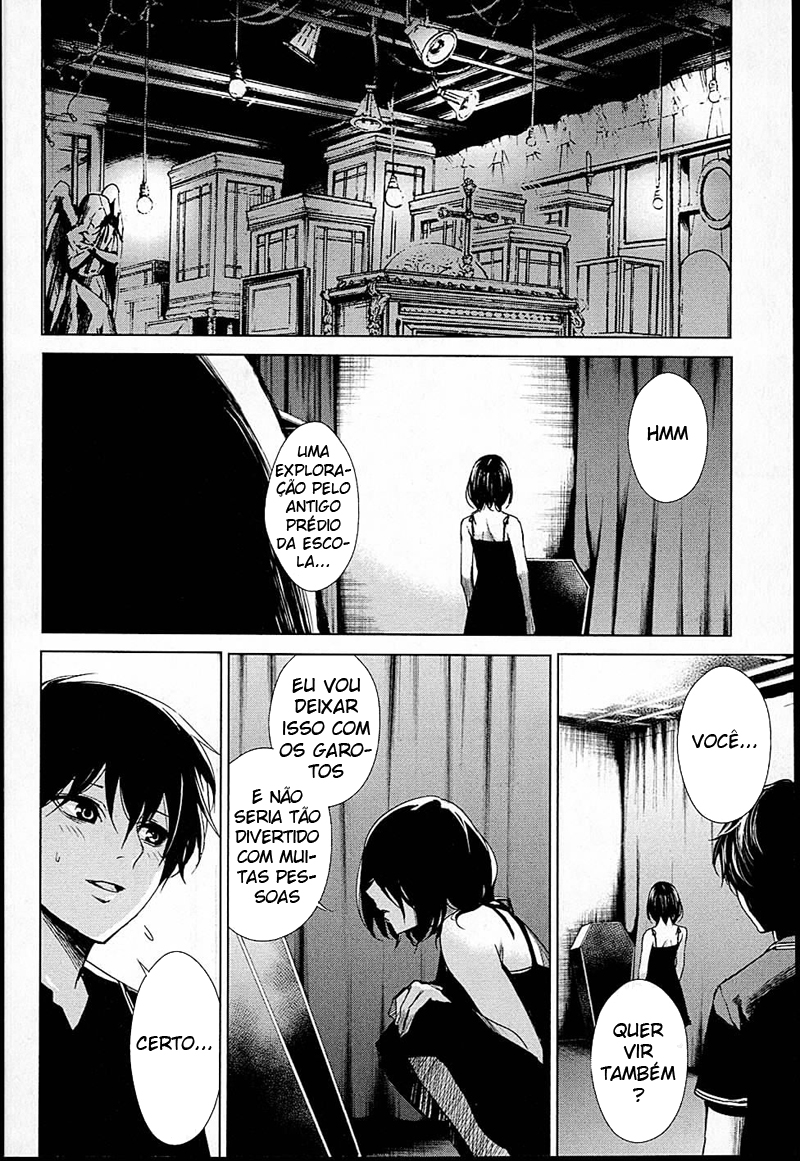 HMM
UMA
EXPLORA-
ÇÃO PELO
ANTIGO
PRÉDIO
DA ESCO-
LA...
VOCÊ...
QUER
VIR
TAMBÉM
?
EU VOU
DEIXAR
ISSO COM
OS GARO-
TOS
E NÃO
SERIA TÃO
DIVERTIDO
COM MUI-
TAS PES-
SOAS
CERTO...